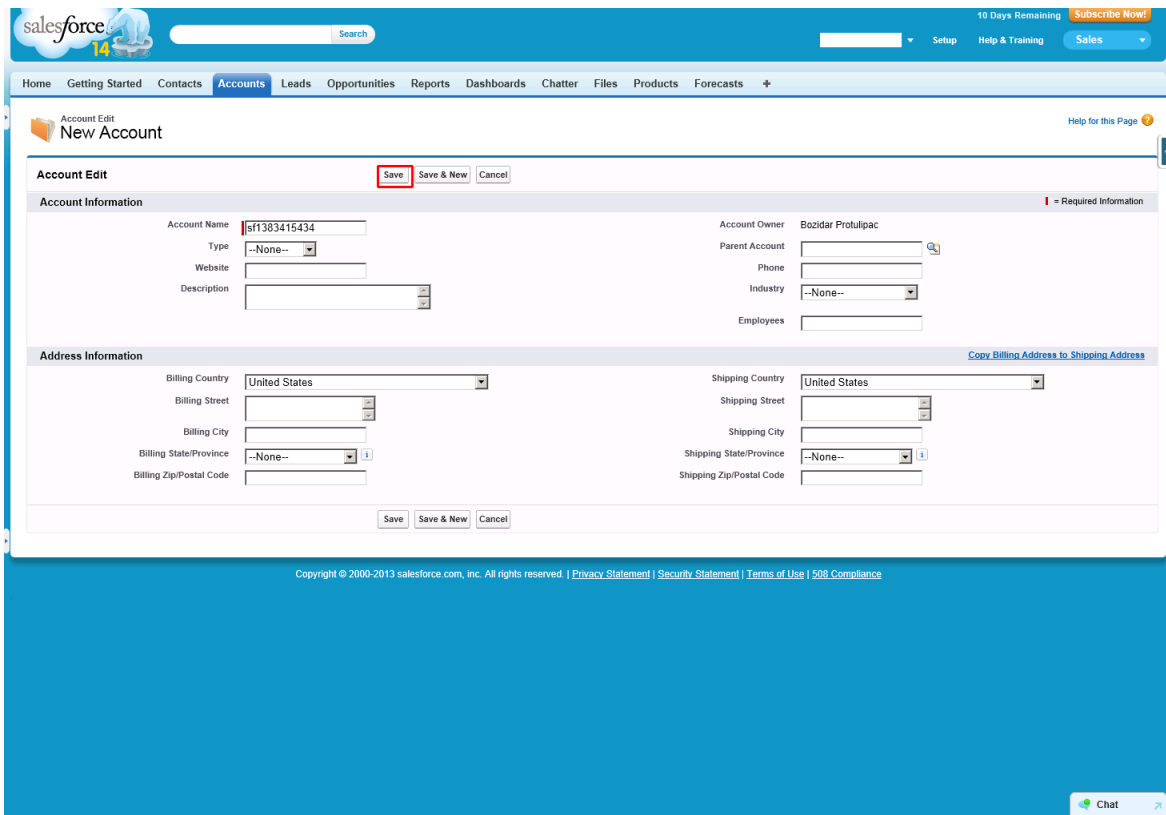 10 Days Remaining Subscribe Now!
salesforce
14
Search
Setup Help & Training Sales
Home Getting Started Contacts Accounts Leads Opportunities Reports Dashboards Chatter Files Products Forecasts +
Account Edit
New Account
Help for this Page ?
Account Edit Save Save & New Cancel
Account Information = Required Information
Account Name sf1383415434 Account Owner Bozidar Protulipac
Type --None-- Parent Account
Website Phone
Description Industry --None--
Employees
Address Information Copy Billing Address to Shipping Address
Billing Country United States Shipping Country United States
Billing Street Shipping Street
Billing City Shipping City
Billing State/Province --None-- i Shipping State/Province --None-- i
Billing Zip/Postal Code Shipping Zip/Postal Code
Save Save & New Cancel
Copyright © 2000-2013 salesforce.com, inc. All rights reserved. | Privacy Statement | Security Statement | Terms of Use | 508 Compliance
Chat